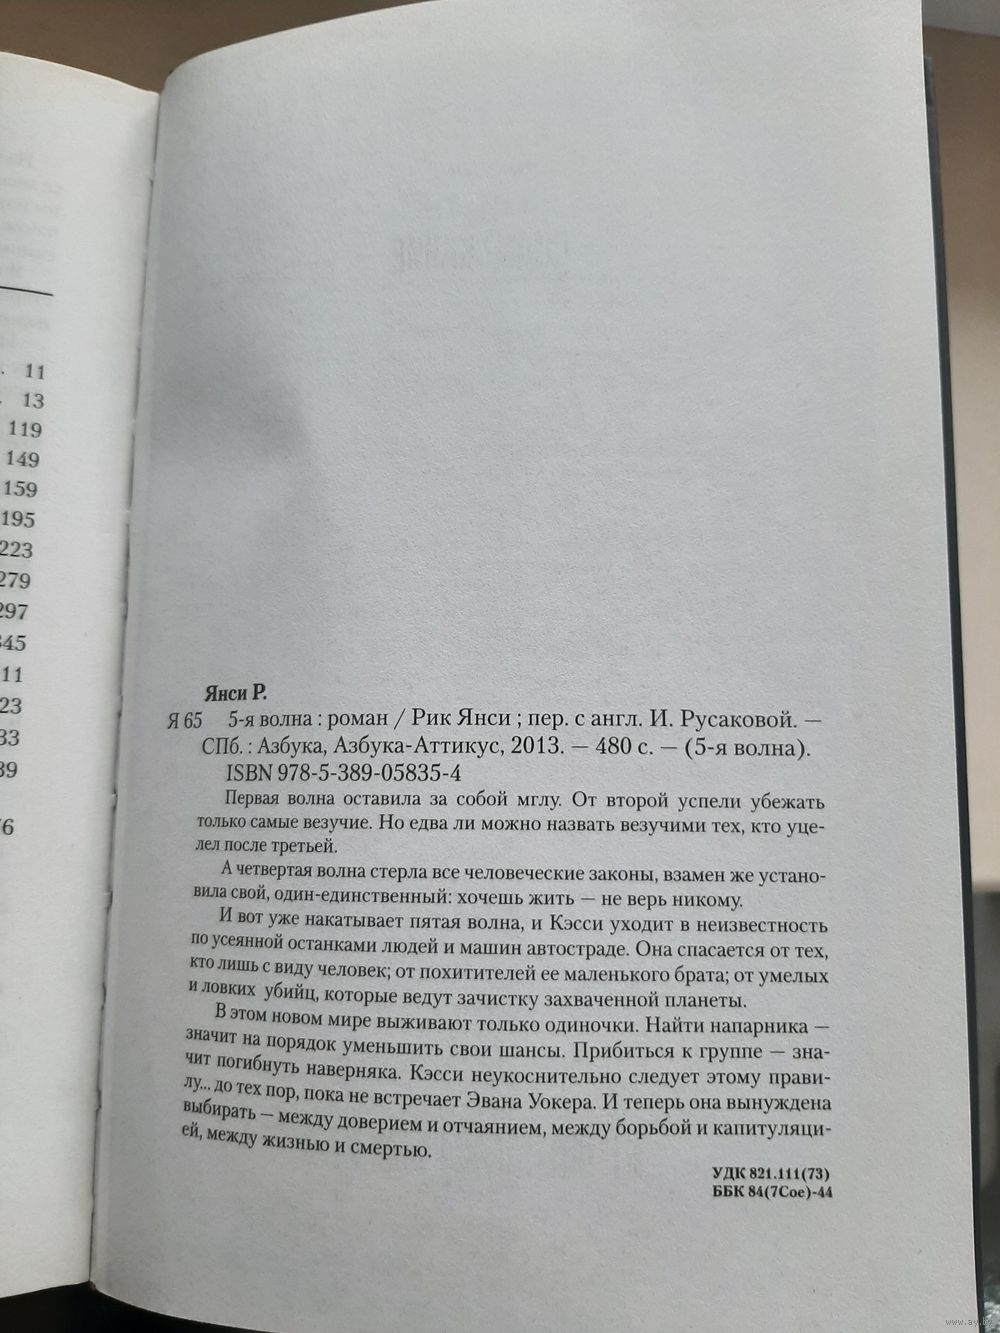 11
13
119
149
159
195
223
279
297
345
11
23
33
39
76
Янси Р.
Я 65 5-я волна : роман / Рик Янси ; пер. с англ. И. Русаковой. —
СПб. : Азбука, Азбука-Аттикус, 2013. — 480 с. — (5-я волна).
ISBN 978-5-389-05835-4
Первая волна оставила за собой мглу. От второй успели убежать
только самые везучие. Но едва ли можно назвать везучими тех, кто уце-
лел после третьей.
А четвертая волна стерла все человеческие законы, взамен же устано-
вила свой, один-единственный: хочешь жить — не верь никому.
И вот уже накатывает пятая волна, и Кэсси уходит в неизвестность
по усеянной останками людей и машин автостраде. Она спасается от тех,
кто лишь с виду человек; от похитителей ее маленького брата; от умелых
и ловких убийц, которые ведут зачистку захваченной планеты.
В этом новом мире выживают только одиночки. Найти напарника —
значит на порядок уменьшить свои шансы. Прибиться к группе — зна-
чит погибнуть наверняка. Кэсси неукоснительно следует этому прави-
лу... до тех пор, пока не встречает Эвана Уокера. И теперь она вынуждена
выбирать — между доверием и отчаянием, между борьбой и капитуляци-
ей, между жизнью и смертью.
УДК 821.111(73)
ББК 84(7Сое)-44